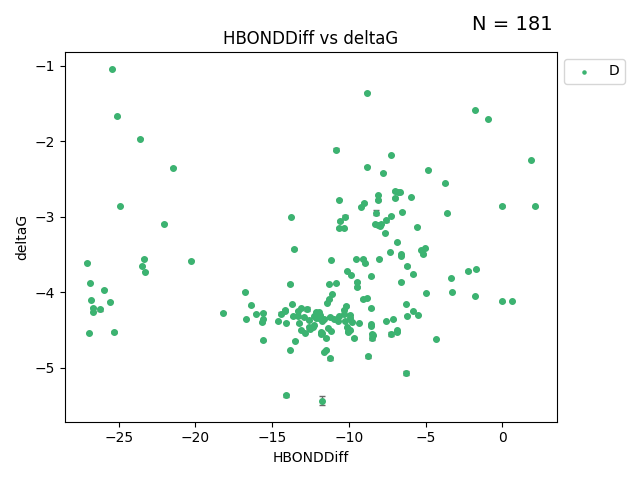 N = 181
HBONDDiff vs deltaG
D
−1
−2
−3
−4
−5
deltaG
−25
−20
−15
−10
−5
0
HBONDDiff